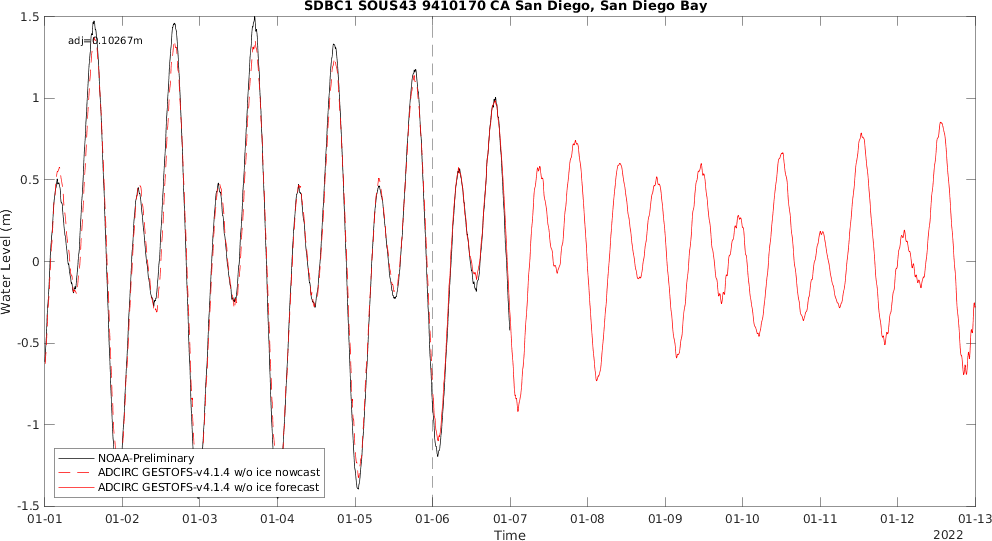 SDBC1 SOUS43 9410170 CA San Diego, San Diego Bay
adj=0.10267m
1.5
1
0.5
0
-0.5
-1
-1.5
Water Level (m)
NOAA-Preliminary
ADCIRC GESTOFS-v4.1.4 w/o ice nowcast
ADCIRC GESTOFS-v4.1.4 w/o ice forecast
01-01 01-02 01-03 01-04 01-05 01-06 01-07 01-08 01-09 01-10 01-11 01-12 01-13
Time
2022